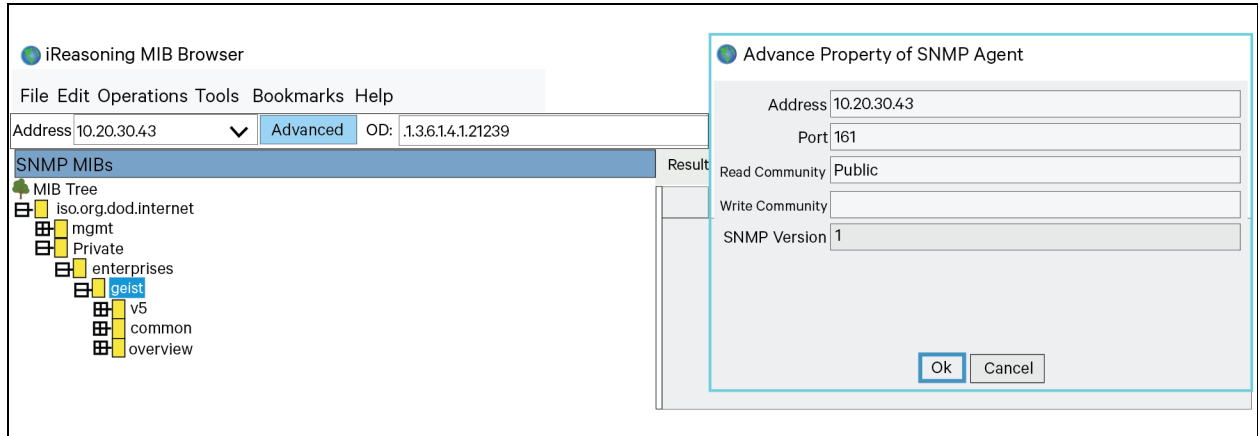 iReasoning MIB Browser
File Edit Operations Tools Bookmarks Help
Address 10.20.30.43 Advanced OD: .1.3.6.1.4.1.21239
SNMP MIBs
MIB Tree
iso.org.dod.internet
mgmt
Private
enterprises
geist
v5
common
overview
Result
Advance Property of SNMP Agent
Address 10.20.30.43
Port 161
Read Community Public
Write Community
SNMP Version 1
Ok Cancel